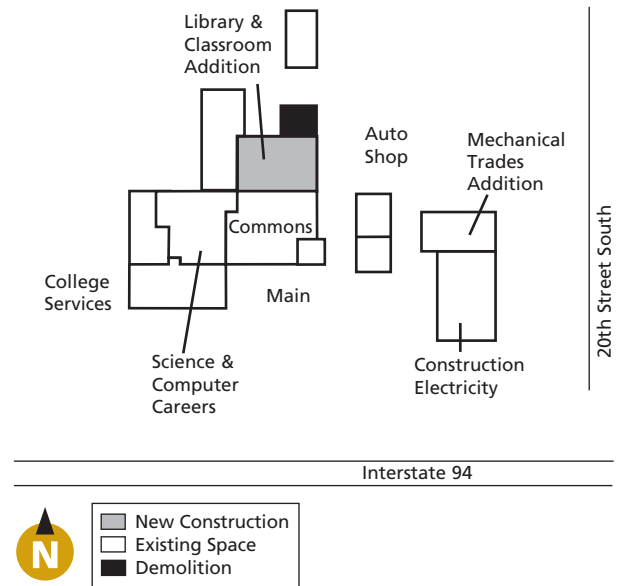 Library &
Classroom
Addition
Auto
Shop
Mechanical
Trades
Addition
Commons
College
Services
Main
20th Street South
Science &
Computer
Careers
Construction
Electricity
Interstate 94
N
New Construction
Existing Space
Demolition